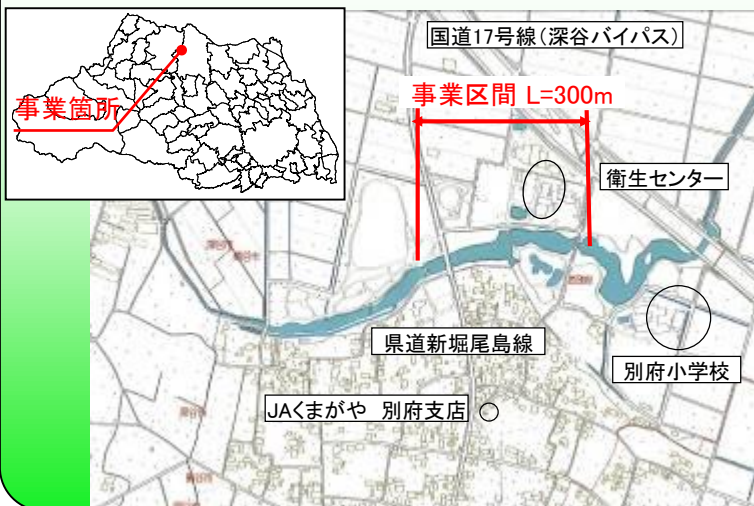 国道17号線(深谷バイパス)
事業箇所
事業区間 L=300m
衛生センター
県道新堀尾島線
別府小学校
JAくまがや 別府支店